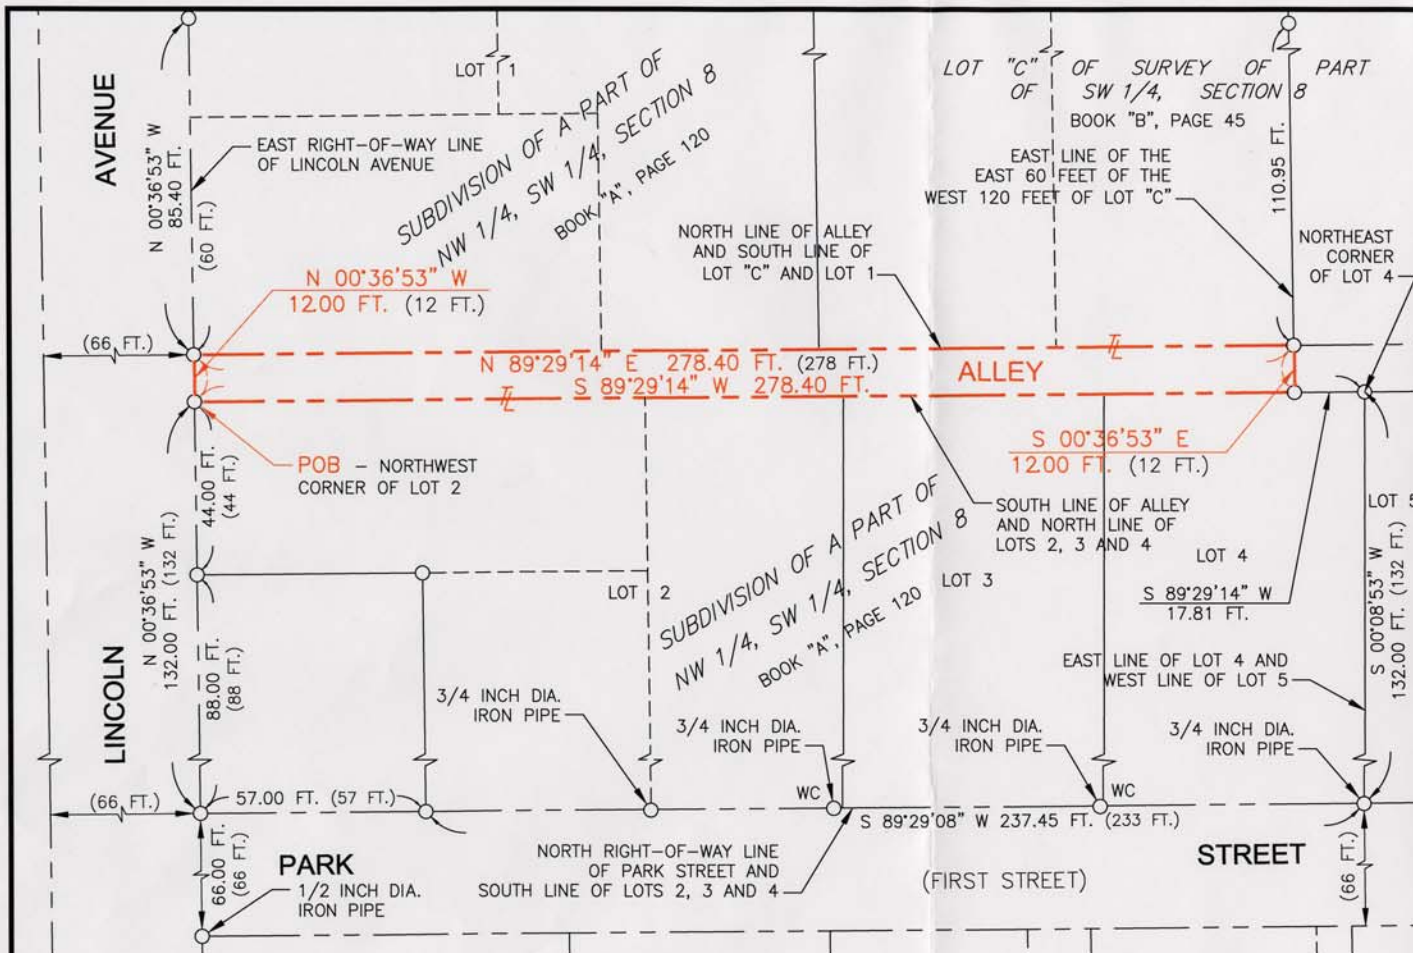 LOT 1
LOT "C" OF SURVEY OF PART
OF SW 1/4, SECTION 8
BOOK "B", PAGE 45
AVENUE
N 00°36'53" W
85.40 FT.
(60 FT.)
EAST RIGHT-OF-WAY LINE
OF LINCOLN AVENUE
SUBDIVISION OF A PART OF
NW 1/4, SW 1/4, SECTION 8
BOOK "A", PAGE 120
EAST LINE OF THE
EAST 60 FEET OF THE
WEST 120 FEET OF LOT "C"
110.95 FT.
NORTH LINE OF ALLEY
AND SOUTH LINE OF
LOT "C" AND LOT 1
NORTHEAST
CORNER
OF LOT 4
N 00°36'53" W
12.00 FT. (12 FT.)
(66 FT.)
N 89°29'14" E 278.40 FT. (278 FT.)
S 89°29'14" W 278.40 FT.
ALLEY
S 00°36'53" E
12.00 FT. (12 FT.)
POB - NORTHWEST
CORNER OF LOT 2
44.00 FT.
(44 FT.)
SOUTH LINE OF ALLEY
AND NORTH LINE OF
LOTS 2, 3 AND 4
LOT 5
LOT 4
LOT 3
LOT 2
SUBDIVISION OF A PART OF
NW 1/4, SW 1/4, SECTION 8
BOOK "A", PAGE 120
S 89°29'14" W
17.81 FT.
N 00°36'53" W
132.00 FT. (132 FT.)
S 00°08'53" W
132.00 FT. (132 FT.)
LINCOLN
88.00 FT.
(88 FT.)
EAST LINE OF LOT 4 AND
WEST LINE OF LOT 5
3/4 INCH DIA.
IRON PIPE
3/4 INCH DIA.
IRON PIPE
3/4 INCH DIA.
IRON PIPE
3/4 INCH DIA.
IRON PIPE
(66 FT.)
57.00 FT. (57 FT.)
WC
WC
S 89°29'08" W 237.45 FT. (233 FT.)
66.00 FT.
(66 FT.)
PARK
NORTH RIGHT-OF-WAY LINE
OF PARK STREET AND
SOUTH LINE OF LOTS 2, 3 AND 4
STREET
(FIRST STREET)
(66 FT.)
1/2 INCH DIA.
IRON PIPE